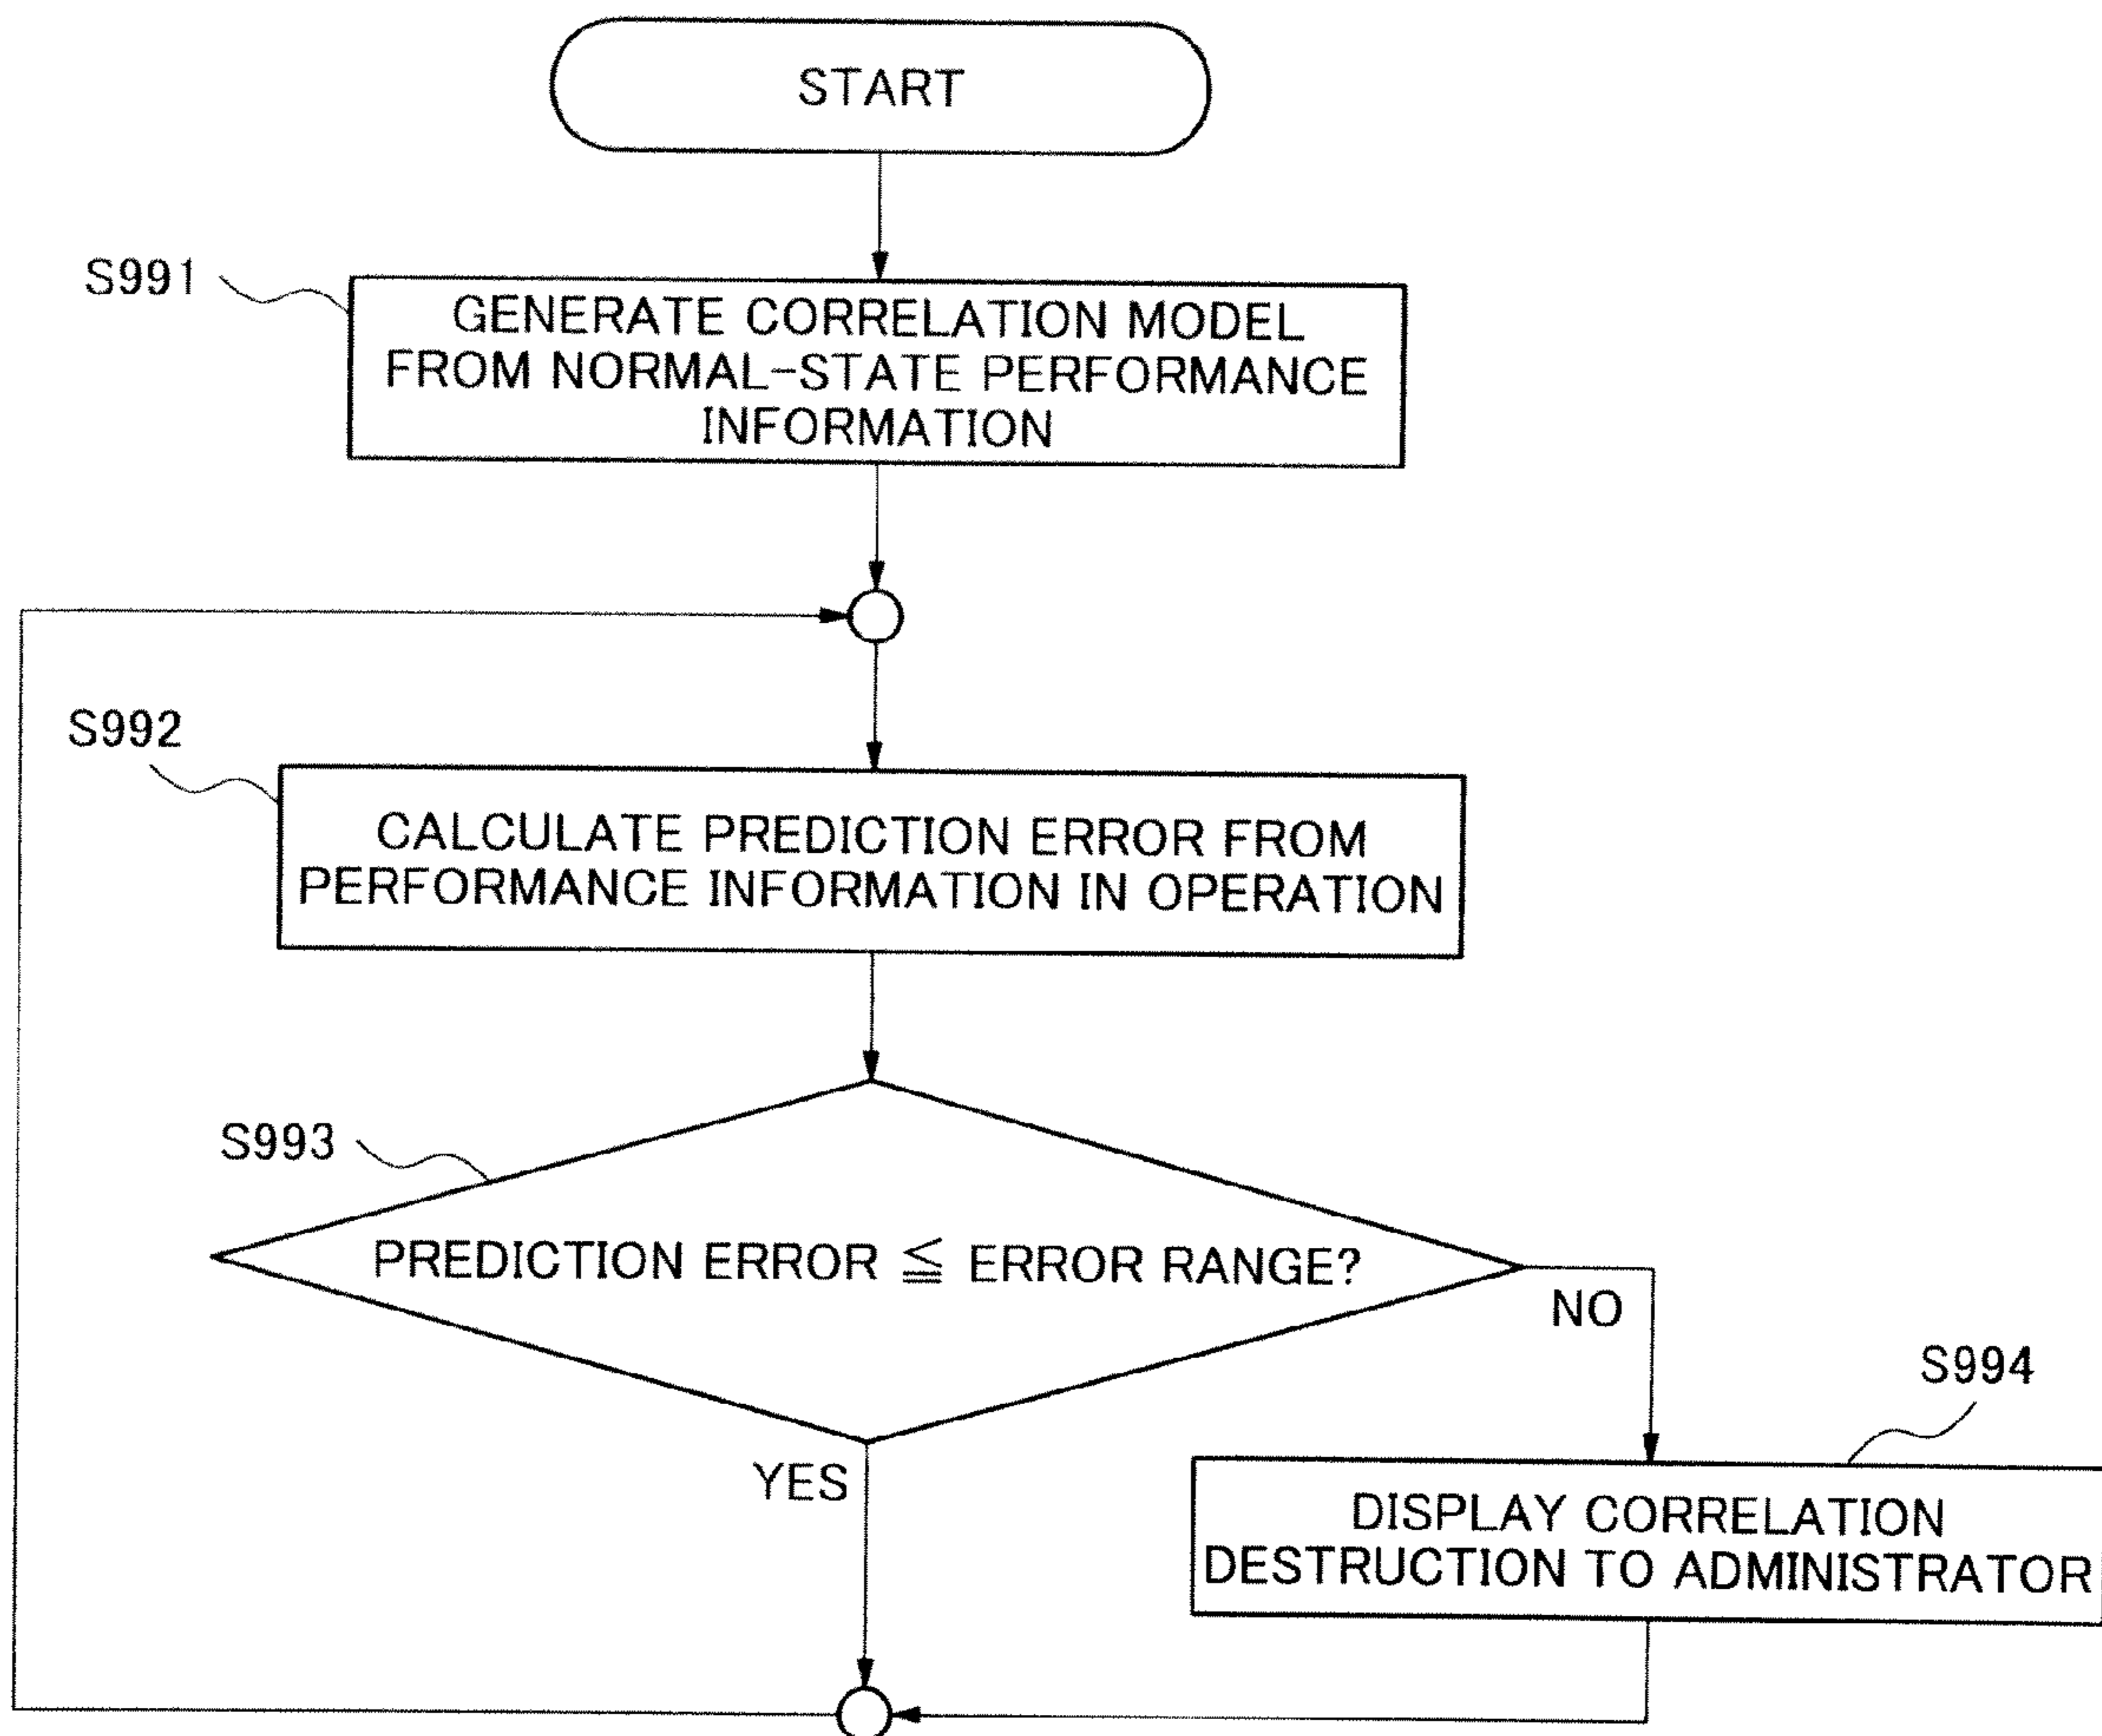 START
S991
GENERATE CORRELATION MODEL
FROM NORMAL-STATE PERFORMANCE
INFORMATION
S992
CALCULATE PREDICTION ERROR FROM
PERFORMANCE INFORMATION IN OPERATION
S993
PREDICTION ERROR ≦ ERROR RANGE?
NO
YES
S994
DISPLAY CORRELATION
DESTRUCTION TO ADMINISTRATOR